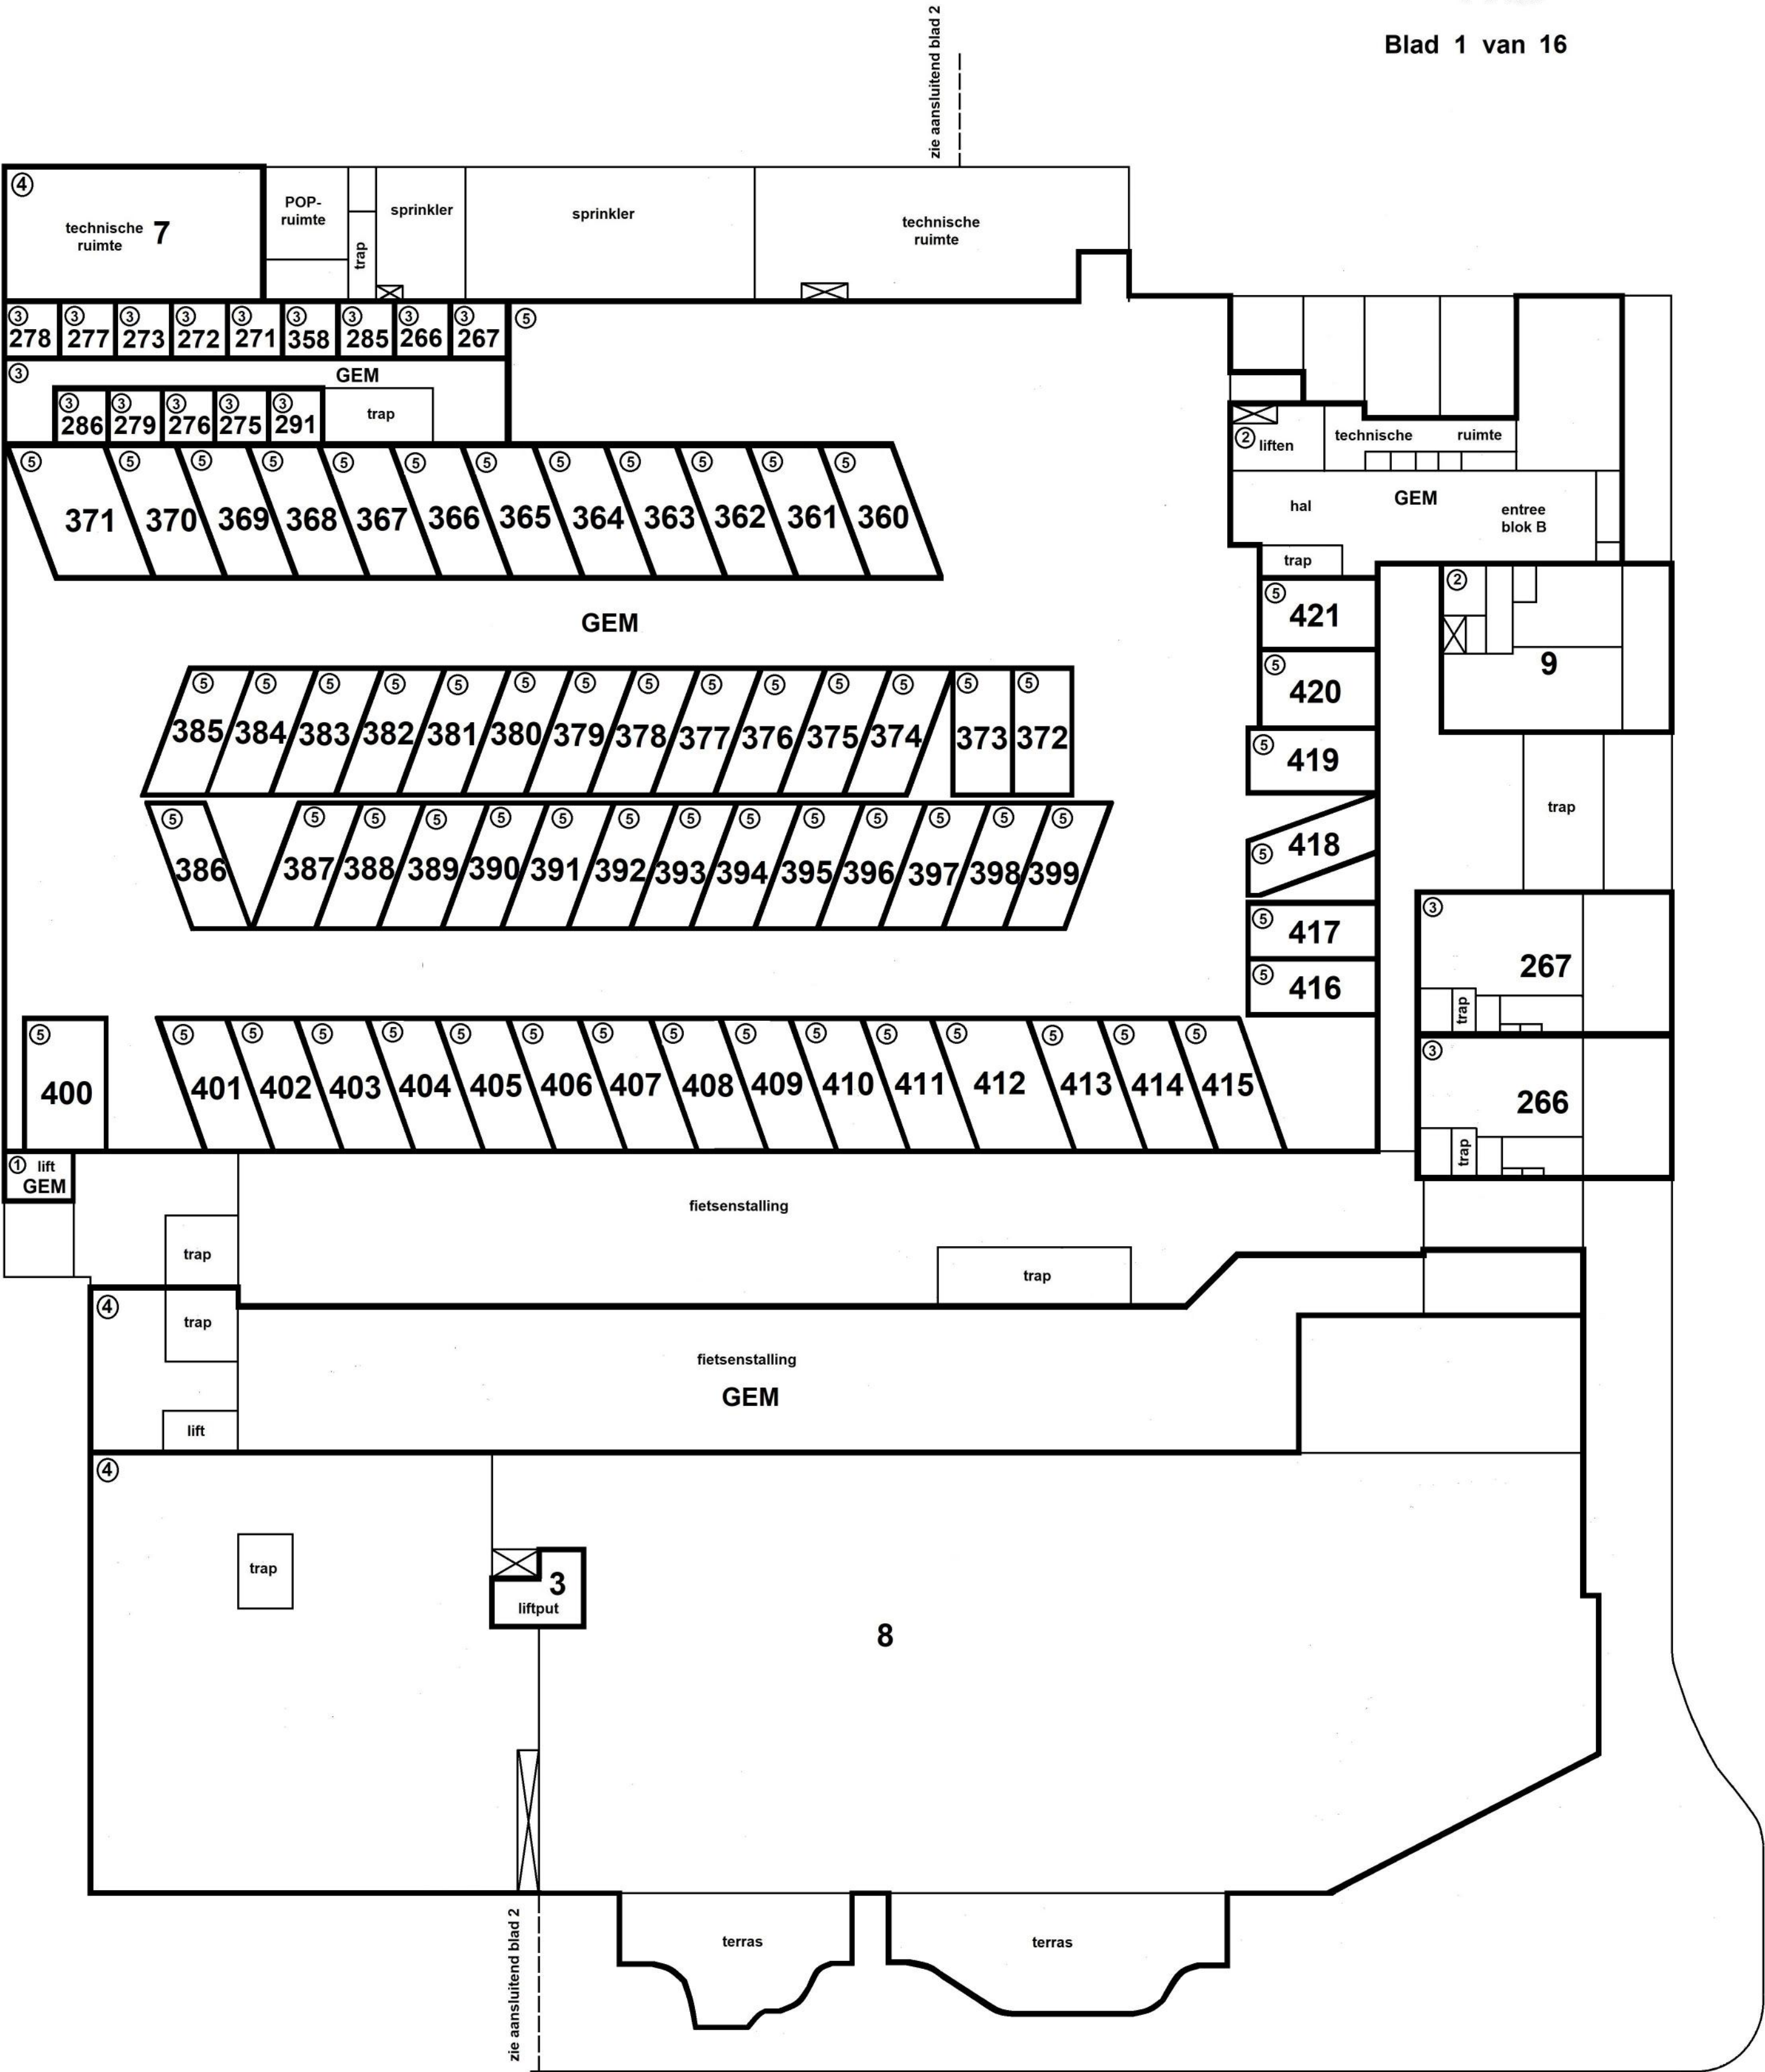 Blad 1 van 16
zie aansluitend blad 2
④
technische
ruimte
7
POP-
ruimte
trap
sprinkler
sprinkler
technische
ruimte
③ ③ ③ ③ ③ ③ ③ ③ ③ ⑤
278 277 273 272 271 358 285 266 267
③ GEM
③ ③ ③ ③ ③
286 279 276 275 291 trap
② liften
technische ruimte
hal GEM
entree
blok B
trap
⑤ ⑤ ⑤ ⑤ ⑤ ⑤ ⑤ ⑤ ⑤ ⑤ ⑤ ⑤
371 370 369 368 367 366 365 364 363 362 361 360
GEM
⑤
421
⑤
420
②
9
⑤ ⑤ ⑤ ⑤ ⑤ ⑤ ⑤ ⑤ ⑤ ⑤ ⑤ ⑤ ⑤ ⑤
385 384 383 382 381 380 379 378 377 376 375 374 373 372
⑤
419
trap
⑤ ⑤ ⑤ ⑤ ⑤ ⑤ ⑤ ⑤ ⑤ ⑤ ⑤ ⑤ ⑤ ⑤
386 387 388 389 390 391 392 393 394 395 396 397 398 399
⑤ 418
⑤
417
⑤
416
③
267
trap
③
266
trap
⑤ ⑤ ⑤ ⑤ ⑤ ⑤ ⑤ ⑤ ⑤ ⑤ ⑤ ⑤ ⑤ ⑤ ⑤ ⑤
400 401 402 403 404 405 406 407 408 409 410 411 412 413 414 415
① lift
GEM
fietsenstalling
trap
trap
④
trap
fietsenstalling
GEM
lift
④
trap
3
liftput
8
terras
terras
zie aansluitend blad 2